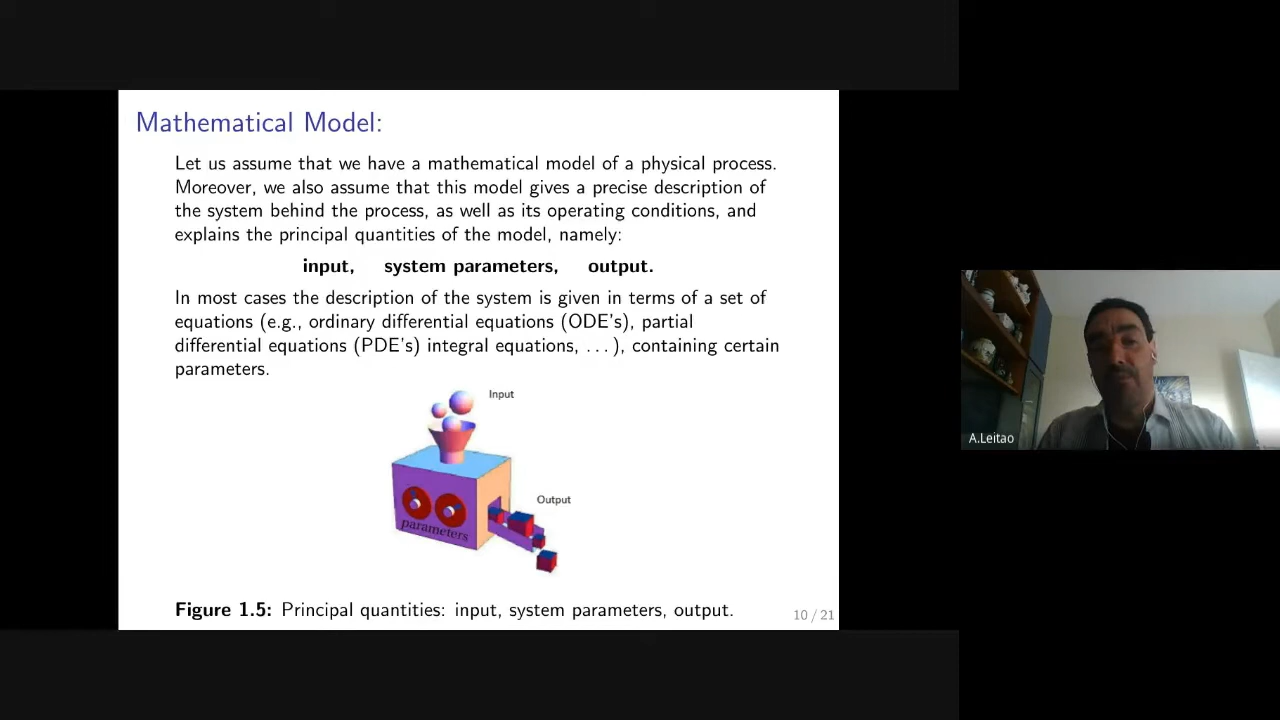 Mathematical Model:
Let us assume that we have a mathematical model of a physical process.
Moreover, we also assume that this model gives a precise description of
the system behind the process, as well as its operating conditions, and
explains the principal quantities of the model, namely:
input, system parameters, output.
In most cases the description of the system is given in terms of a set of
equations (e.g., ordinary differential equations (ODE's), partial
differential equations (PDE's) integral equations, ...), containing certain
parameters.
Input
Output
parameters
Figure 1.5: Principal quantities: input, system parameters, output.
10 / 21
A.Leitao